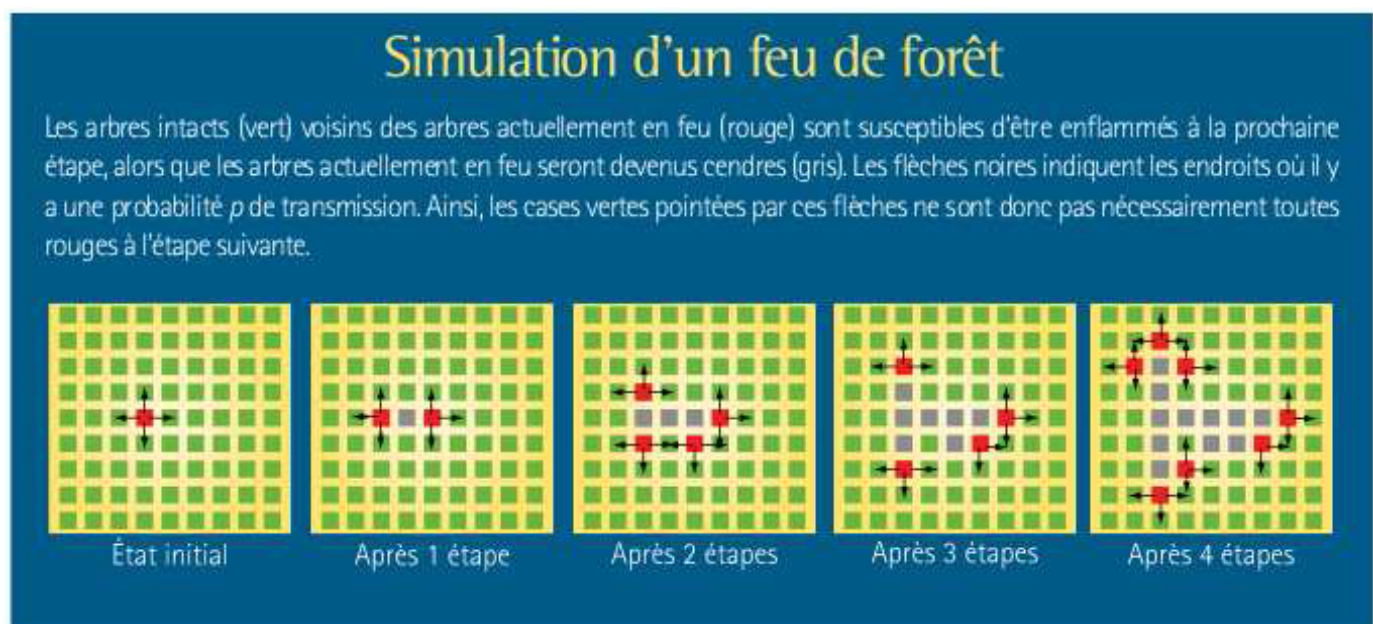 Simulation d'un feu de forêt
Les arbres intacts (vert) voisins des arbres actuellement en feu (rouge) sont susceptibles d'être enflammés à la prochaine
étape, alors que les arbres actuellement en feu seront devenus cendres (gris). Les flèches noires indiquent les endroits où il y
a une probabilité p de transmission. Ainsi, les cases vertes pointées par ces flèches ne sont donc pas nécessairement toutes
rouges à l'étape suivante.
État initial
Après 1 étape
Après 2 étapes
Après 3 étapes
Après 4 étapes